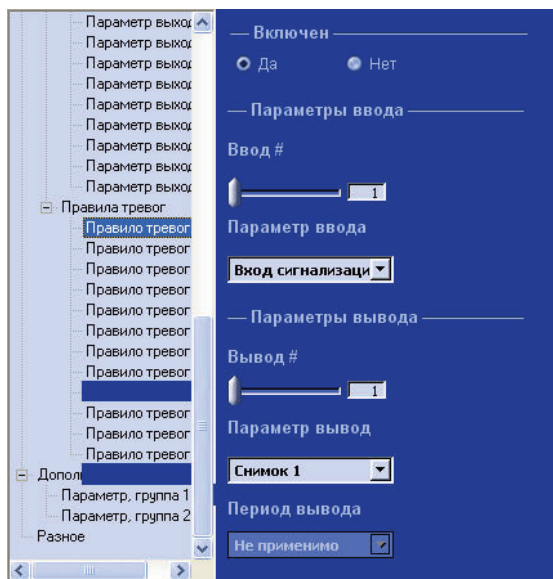 Параметр выход
Параметр выход
Параметр выход
Параметр выход
Параметр выход
Параметр выход
Параметр выход
Параметр выход
Параметр выход
Правила тревог
Правило тревог
Правило тревог
Правило тревог
Правило тревог
Правило тревог
Правило тревог
Правило тревог
Правило тревог
Правило тревог
Правило тревог
Правило тревог
Допол
Параметр, группа 1
Параметр, группа 2
Разное
Включен
Да Нет
Параметры ввода
Ввод #
1
Параметр ввода
Вход сигнализаци
Параметры вывода
Вывод #
1
Параметр вывод
Снимок 1
Период вывода
Не применимо